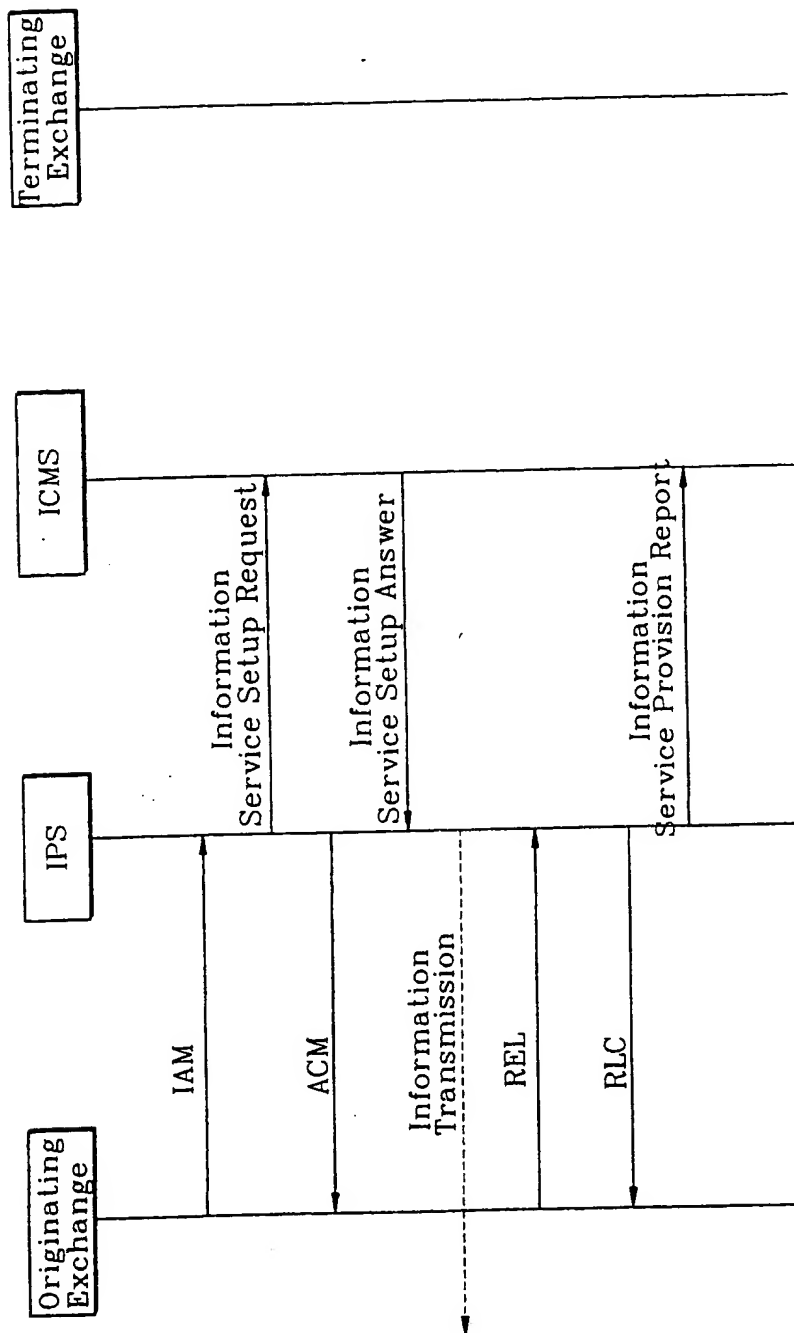 Originating
Exchange
IPS
ICMS
Terminating
Exchange
IAM
Information
Service Setup Request
ACM
Information
Service Setup Answer
Information
Transmission
REL
RLC
Information
Service Provision Report